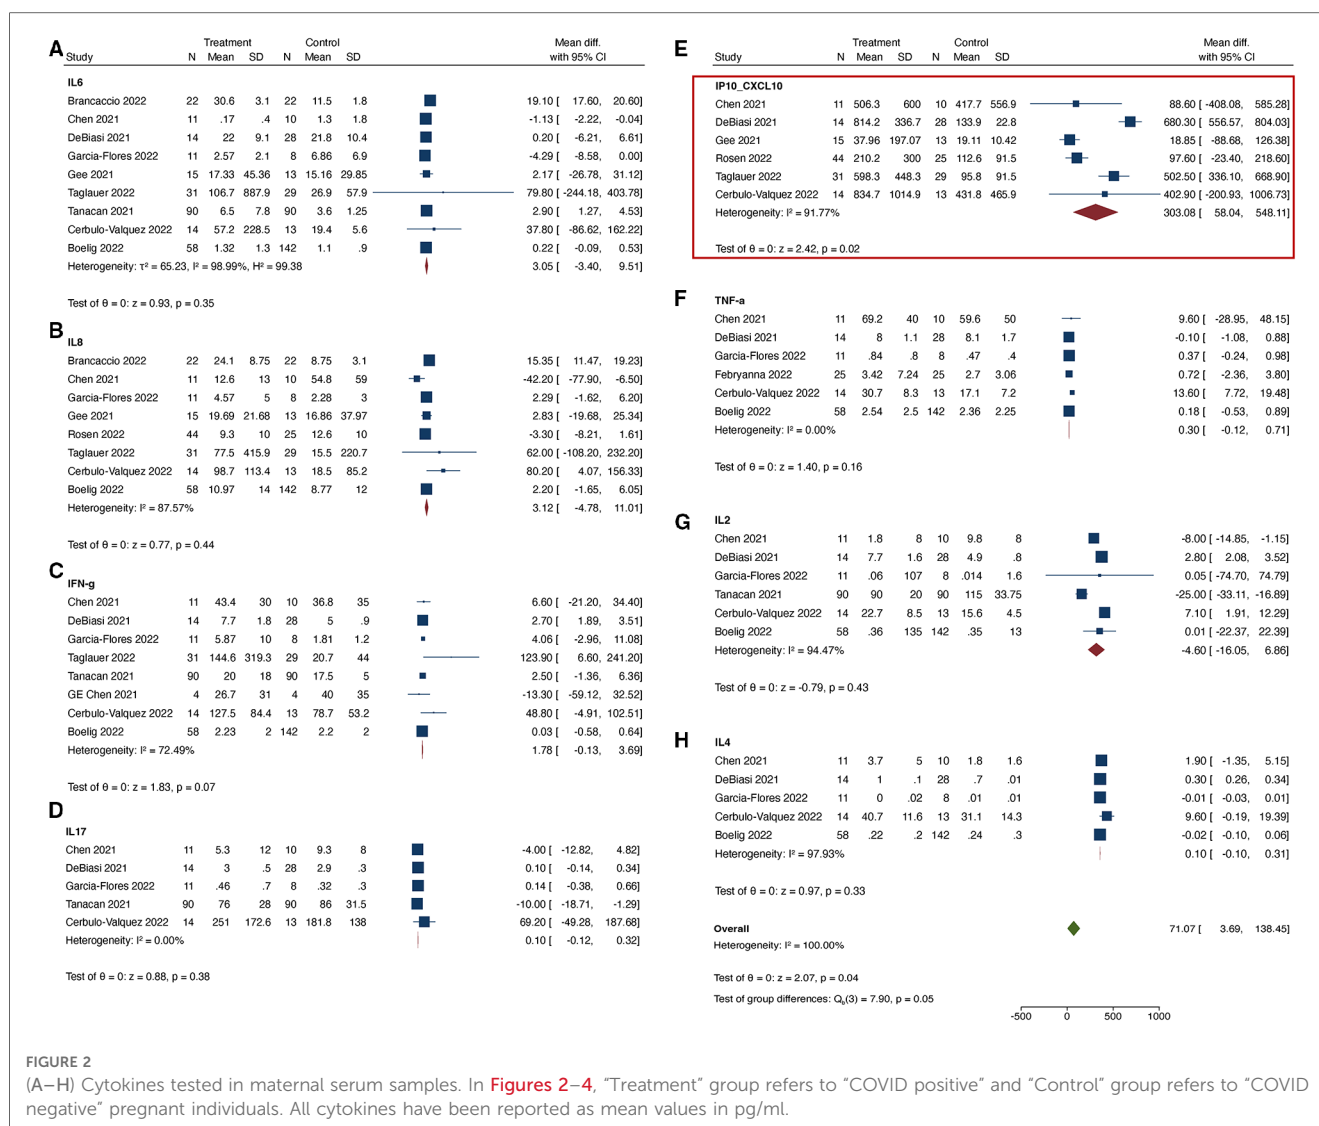 A
Treatment Control Mean diff.
Study N Mean SD N Mean SD with 95% CI
IL6
Brancaccio 2022 22 30.6 3.1 22 11.5 1.8 19.10 [ 17.60, 20.60]
Chen 2021 11 .17 .4 10 1.3 1.8 -1.13 [ -2.22, -0.04]
DeBiasi 2021 14 22 9.1 28 21.8 10.4 0.20 [ -6.21, 6.61]
Garcia-Flores 2022 11 2.57 2.1 8 6.86 6.9 -4.29 [ -8.58, 0.00]
Gee 2021 15 17.33 45.36 13 15.16 29.85 2.17 [ -26.78, 31.12]
Taglauer 2022 31 106.7 887.9 29 26.9 57.9 79.80 [ -244.18, 403.78]
Tanacan 2021 90 6.5 7.8 90 3.6 1.25 2.90 [ 1.27, 4.53]
Cerbulo-Valquez 2022 14 57.2 228.5 13 19.4 5.6 37.80 [ -86.62, 162.22]
Boelig 2022 58 1.32 1.3 142 1.1 .9 0.22 [ -0.09, 0.53]
Heterogeneity: τ² = 65.23, I² = 98.99%, H² = 99.38 3.05 [ -3.40, 9.51]
Test of θ = 0: z = 0.93, p = 0.35
B
IL8
Brancaccio 2022 22 24.1 8.75 22 8.75 3.1 15.35 [ 11.47, 19.23]
Chen 2021 11 12.6 13 10 54.8 59 -42.20 [ -77.90, -6.50]
Garcia-Flores 2022 11 4.57 5 8 2.28 3 2.29 [ -1.62, 6.20]
Gee 2021 15 19.69 21.68 13 16.86 37.97 2.83 [ -19.68, 25.34]
Rosen 2022 44 9.3 10 25 12.6 10 -3.30 [ -8.21, 1.61]
Taglauer 2022 31 77.5 415.9 29 15.5 220.7 62.00 [ -108.20, 232.20]
Cerbulo-Valquez 2022 14 98.7 113.4 13 18.5 85.2 80.20 [ 4.07, 156.33]
Boelig 2022 58 10.97 14 142 8.77 12 2.20 [ -1.65, 6.05]
Heterogeneity: I² = 87.57% 3.12 [ -4.78, 11.01]
Test of θ = 0: z = 0.77, p = 0.44
C
IFN-g
Chen 2021 11 43.4 30 10 36.8 35 6.60 [ -21.20, 34.40]
DeBiasi 2021 14 7.7 1.8 28 5 .9 2.70 [ 1.89, 3.51]
Garcia-Flores 2022 11 5.87 10 8 1.81 1.2 4.06 [ -2.96, 11.08]
Taglauer 2022 31 144.6 319.3 29 20.7 44 123.90 [ 6.60, 241.20]
Tanacan 2021 90 20 18 90 17.5 5 2.50 [ -1.36, 6.36]
GE Chen 2021 4 26.7 31 4 40 35 -13.30 [ -59.12, 32.52]
Cerbulo-Valquez 2022 14 127.5 84.4 13 78.7 53.2 48.80 [ -4.91, 102.51]
Boelig 2022 58 2.23 2 142 2.2 2 0.03 [ -0.58, 0.64]
Heterogeneity: I² = 72.49% 1.78 [ -0.13, 3.69]
Test of θ = 0: z = 1.83, p = 0.07
D
IL17
Chen 2021 11 5.3 12 10 9.3 8 -4.00 [ -12.82, 4.82]
DeBiasi 2021 14 3 .5 28 2.9 .3 0.10 [ -0.14, 0.34]
Garcia-Flores 2022 11 .46 .7 8 .32 .3 0.14 [ -0.38, 0.66]
Tanacan 2021 90 76 28 90 86 31.5 -10.00 [ -18.71, -1.29]
Cerbulo-Valquez 2022 14 251 172.6 13 181.8 138 69.20 [ -49.28, 187.68]
Heterogeneity: I² = 0.00% 0.10 [ -0.12, 0.32]
Test of θ = 0: z = 0.88, p = 0.38
E
Treatment Control Mean diff.
Study N Mean SD N Mean SD with 95% CI
IP10_CXCL10
Chen 2021 11 506.3 600 10 417.7 556.9 88.60 [ -408.08, 585.28]
DeBiasi 2021 14 814.2 336.7 28 133.9 22.8 680.30 [ 556.57, 804.03]
Gee 2021 15 37.96 197.07 13 19.11 10.42 18.85 [ -88.68, 126.38]
Rosen 2022 44 210.2 300 25 112.6 91.5 97.60 [ -23.40, 218.60]
Taglauer 2022 31 598.3 448.3 29 95.8 91.5 502.50 [ 336.10, 668.90]
Cerbulo-Valquez 2022 14 834.7 1014.9 13 431.8 465.9 402.90 [ -200.93, 1006.73]
Heterogeneity: I² = 91.77% 303.08 [ 58.04, 548.11]
Test of θ = 0: z = 2.42, p = 0.02
F
TNF-a
Chen 2021 11 69.2 40 10 59.6 50 9.60 [ -28.95, 48.15]
DeBiasi 2021 14 8 1.1 28 8.1 1.7 -0.10 [ -1.08, 0.88]
Garcia-Flores 2022 11 .84 .8 8 .47 .4 0.37 [ -0.24, 0.98]
Febryanna 2022 25 3.42 7.24 25 2.7 3.06 0.72 [ -2.36, 3.80]
Cerbulo-Valquez 2022 14 30.7 8.3 13 17.1 7.2 13.60 [ 7.72, 19.48]
Boelig 2022 58 2.54 2.5 142 2.36 2.25 0.18 [ -0.53, 0.89]
Heterogeneity: I² = 0.00% 0.30 [ -0.12, 0.71]
Test of θ = 0: z = 1.40, p = 0.16
G
IL2
Chen 2021 11 1.8 8 10 9.8 8 -8.00 [ -14.85, -1.15]
DeBiasi 2021 14 7.7 1.6 28 4.9 .8 2.80 [ 2.08, 3.52]
Garcia-Flores 2022 11 .06 107 8 .014 1.6 0.05 [ -74.70, 74.79]
Tanacan 2021 90 90 20 90 115 33.75 -25.00 [ -33.11, -16.89]
Cerbulo-Valquez 2022 14 22.7 8.5 13 15.6 4.5 7.10 [ 1.91, 12.29]
Boelig 2022 58 .36 135 142 .35 13 0.01 [ -22.37, 22.39]
Heterogeneity: I² = 94.47% -4.60 [ -16.05, 6.86]
Test of θ = 0: z = -0.79, p = 0.43
H
IL4
Chen 2021 11 3.7 5 10 1.8 1.6 1.90 [ -1.35, 5.15]
DeBiasi 2021 14 1 .1 28 .7 .01 0.30 [ 0.26, 0.34]
Garcia-Flores 2022 11 0 .02 8 .01 .01 -0.01 [ -0.03, 0.01]
Cerbulo-Valquez 2022 14 40.7 11.6 13 31.1 14.3 9.60 [ -0.19, 19.39]
Boelig 2022 58 .22 .2 142 .24 .3 -0.02 [ -0.10, 0.06]
Heterogeneity: I² = 97.93% 0.10 [ -0.10, 0.31]
Test of θ = 0: z = 0.97, p = 0.33
Overall 71.07 [ 3.69, 138.45]
Heterogeneity: I² = 100.00%
Test of θ = 0: z = 2.07, p = 0.04
Test of group differences: Qb(3) = 7.90, p = 0.05
-500 0 500 1000
FIGURE 2
(A–H) Cytokines tested in maternal serum samples. In Figures 2–4, “Treatment” group refers to “COVID positive” and “Control” group refers to “COVID
negative” pregnant individuals. All cytokines have been reported as mean values in pg/ml.